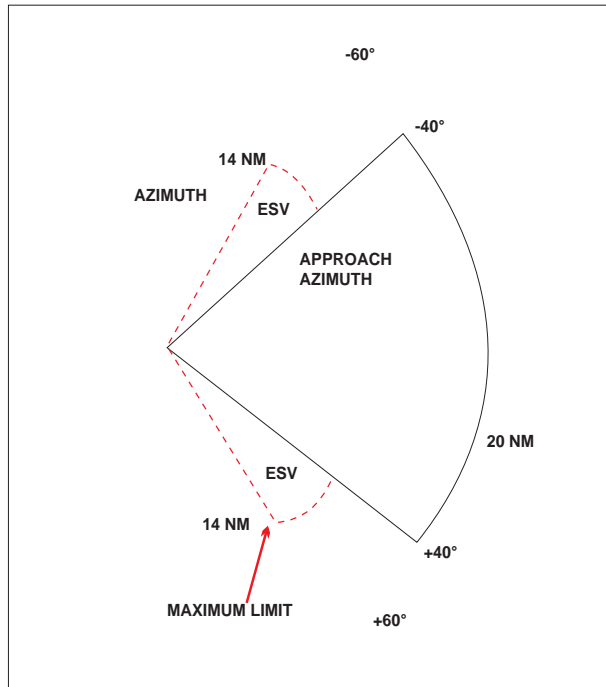 -60°
-40°
14 NM
AZIMUTH
ESV
APPROACH
AZIMUTH
20 NM
ESV
14 NM
+40°
MAXIMUM LIMIT
+60°